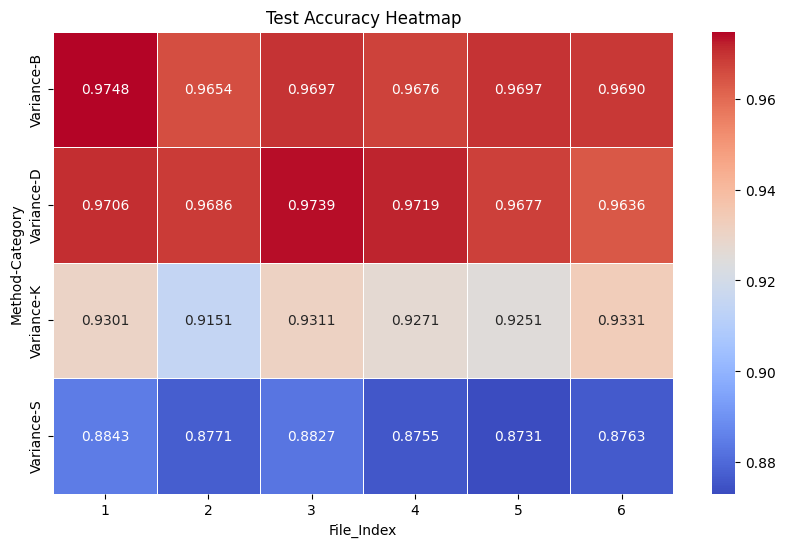 Test Accuracy Heatmap
Method-Category
Variance-B
0.9748 0.9654 0.9697 0.9676 0.9697 0.9690
Variance-D
0.9706 0.9686 0.9739 0.9719 0.9677 0.9636
Variance-K
0.9301 0.9151 0.9311 0.9271 0.9251 0.9331
Variance-S
0.8843 0.8771 0.8827 0.8755 0.8731 0.8763
1 2 3 4 5 6
File_Index
0.96
0.94
0.92
0.90
0.88